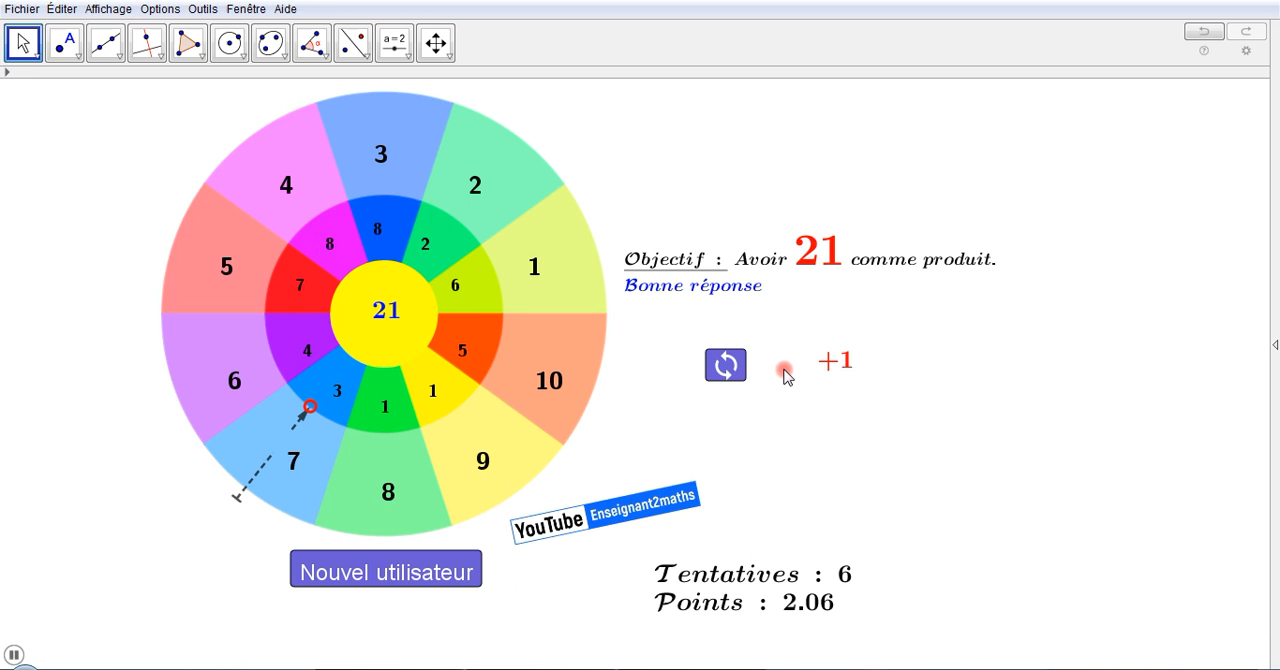 Fichier Éditer Affichage Options Outils Fenêtre Aide
A α a=2
3
4 2
8
8 2
5 1
7 6
21
4 5
6 10
3 1
1
7 9
8
Objectif : Avoir 21 comme produit.
Bonne réponse
+1
YouTube Enseignant2maths
Nouvel utilisateur
Tentatives : 6
Points : 2.06